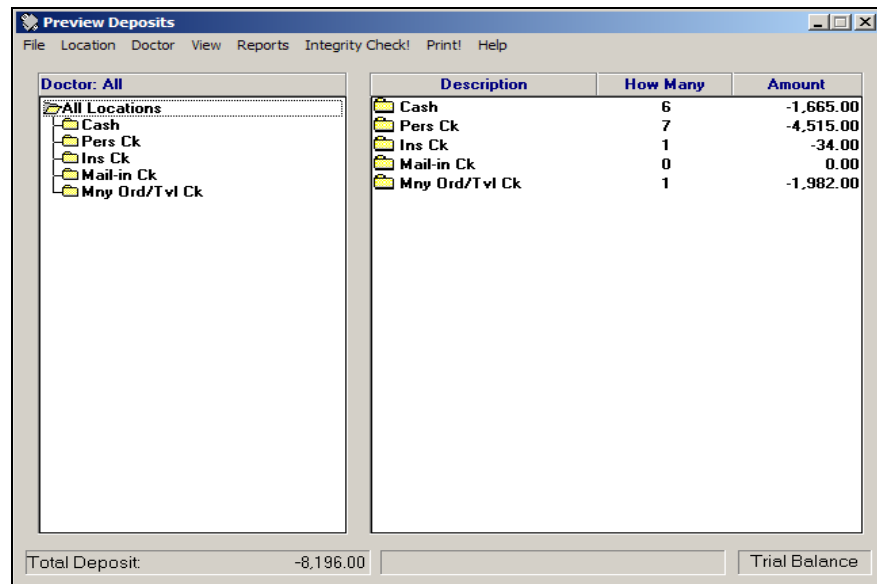 Preview Deposits
File Location Doctor View Reports Integrity Check! Print! Help
Doctor: All
All Locations
Cash
Pers Ck
Ins Ck
Mail-in Ck
Mny Ord/Tvl Ck
Description How Many Amount
Cash 6 -1,665.00
Pers Ck 7 -4,515.00
Ins Ck 1 -34.00
Mail-in Ck 0 0.00
Mny Ord/Tvl Ck 1 -1,982.00
Total Deposit: -8,196.00
Trial Balance